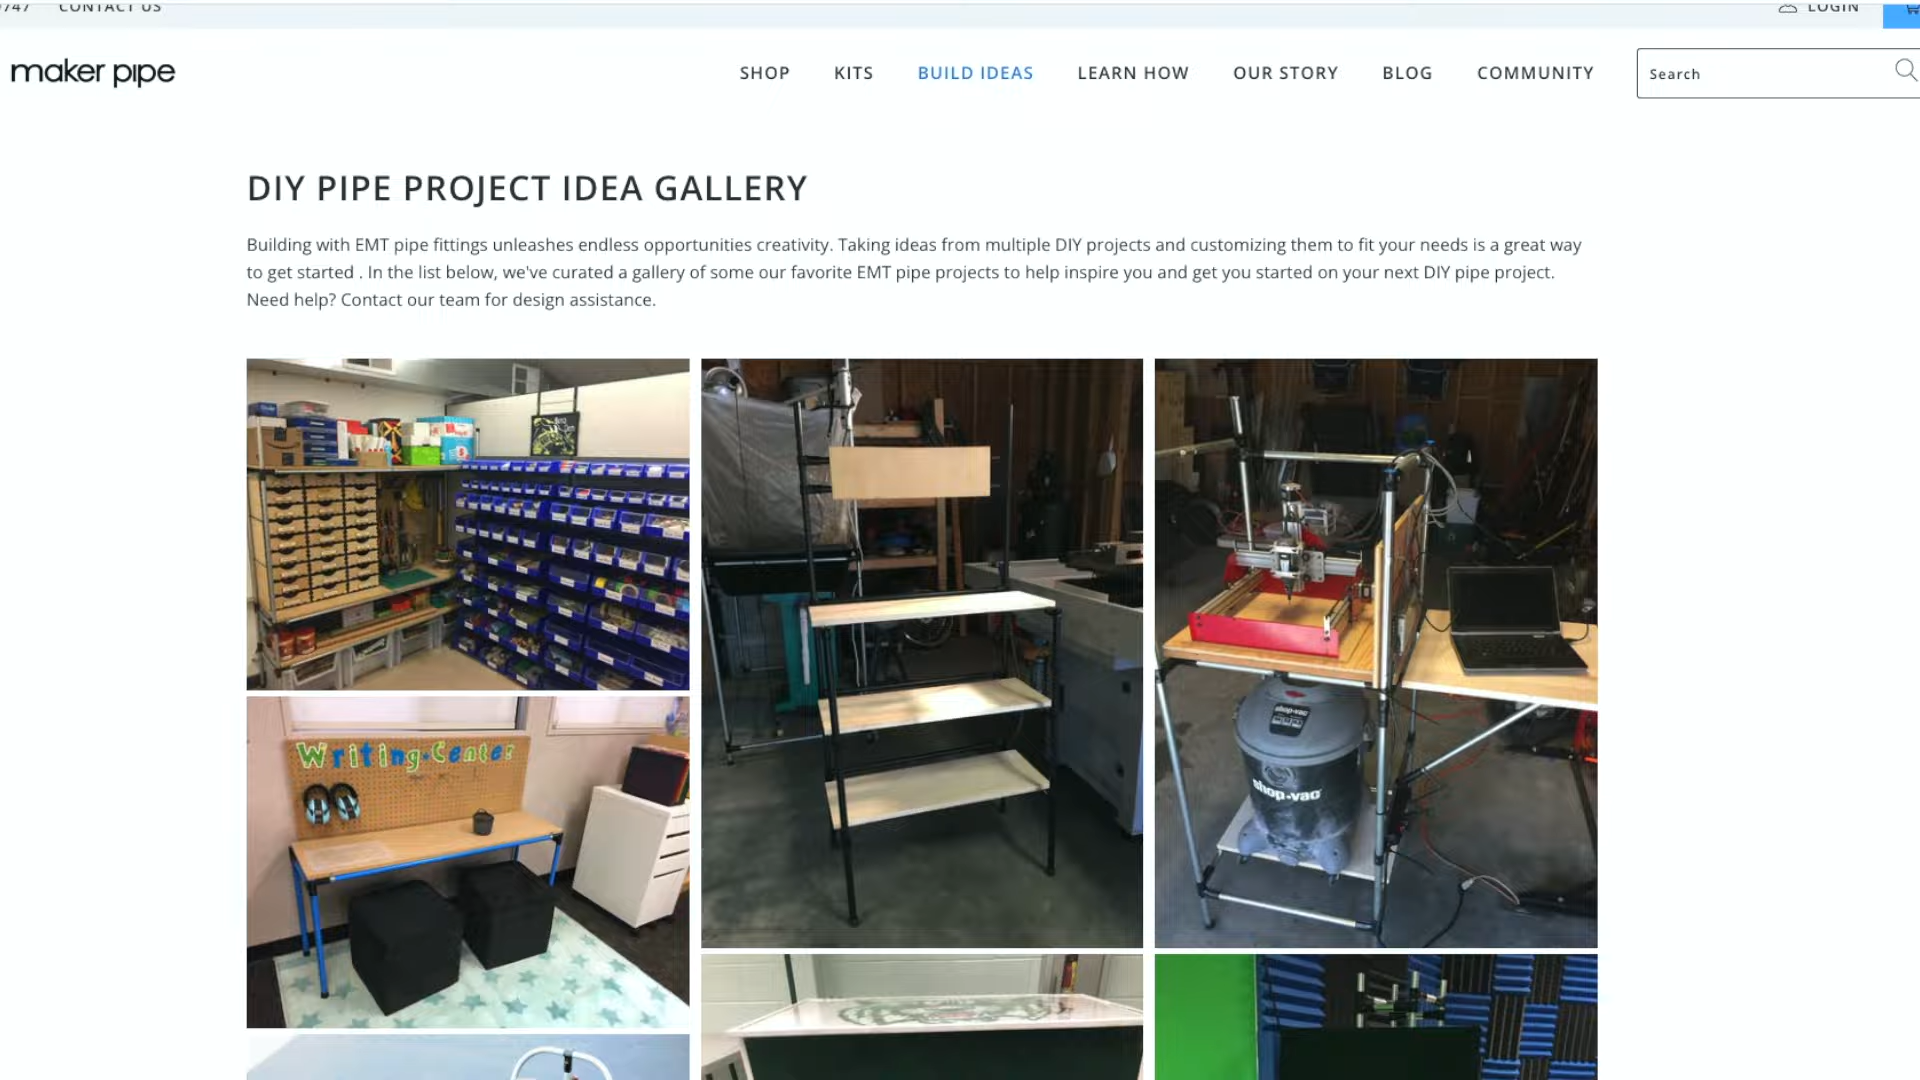 CONTACT US
LOGIN
maker pipe
SHOP
KITS
BUILD IDEAS
LEARN HOW
OUR STORY
BLOG
COMMUNITY
Search
DIY PIPE PROJECT IDEA GALLERY
Building with EMT pipe fittings unleashes endless opportunities creativity. Taking ideas from multiple DIY projects and customizing them to fit your needs is a great way
to get started . In the list below, we've curated a gallery of some our favorite EMT pipe projects to help inspire you and get you started on your next DIY pipe project.
Need help? Contact our team for design assistance.
Writing Center
shop-vac
shop-vac